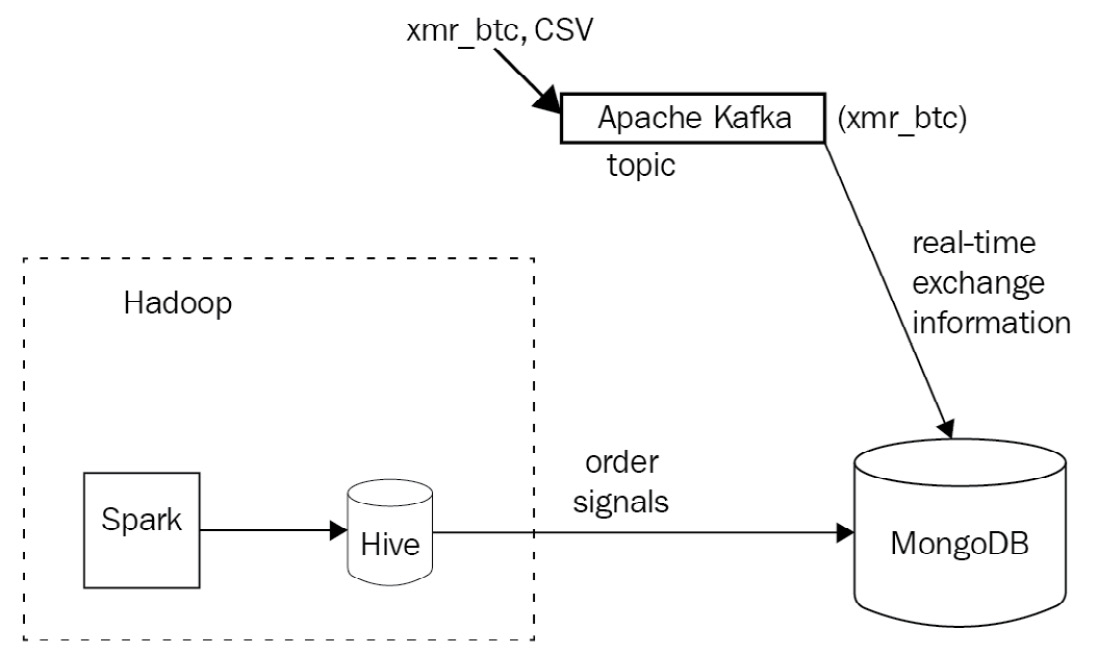 xmr_btc, CSV
Apache Kafka (xmr_btc)
topic
real-time
exchange
information
Hadoop
order
signals
Spark
Hive
MongoDB